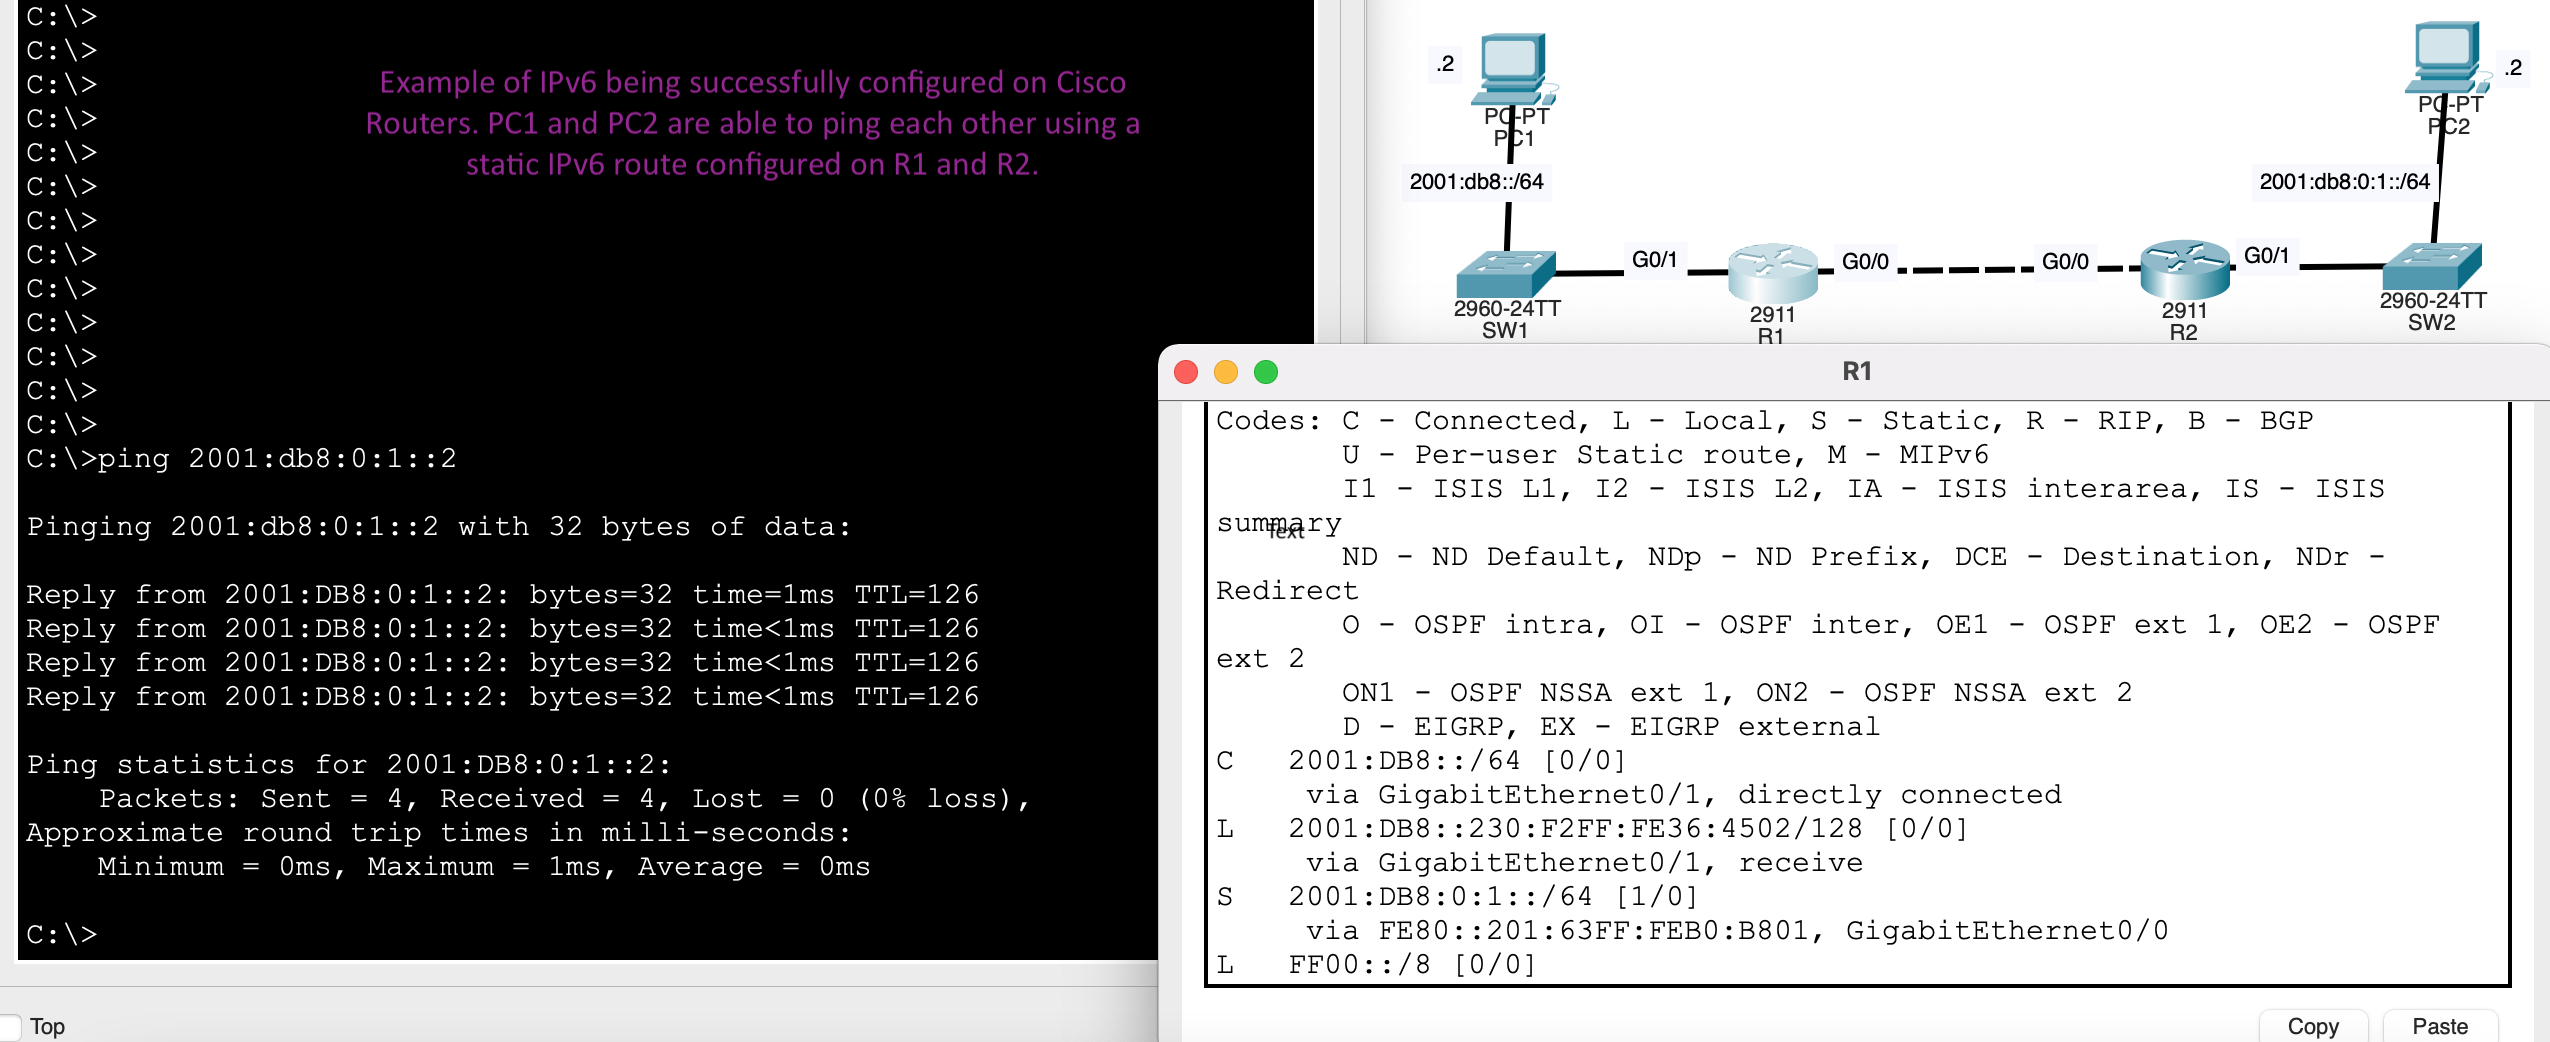 C:\>
C:\>
C:\>
C:\>
C:\>
C:\>
C:\>
C:\>
C:\>
C:\>
C:\>
C:\>
C:\>
Example of IPv6 being successfully configured on Cisco
Routers. PC1 and PC2 are able to ping each other using a
static IPv6 route configured on R1 and R2.
C:\>ping 2001:db8:0:1::2
Pinging 2001:db8:0:1::2 with 32 bytes of data:
Reply from 2001:DB8:0:1::2: bytes=32 time=1ms TTL=126
Reply from 2001:DB8:0:1::2: bytes=32 time<1ms TTL=126
Reply from 2001:DB8:0:1::2: bytes=32 time<1ms TTL=126
Reply from 2001:DB8:0:1::2: bytes=32 time<1ms TTL=126
Ping statistics for 2001:DB8:0:1::2:
Packets: Sent = 4, Received = 4, Lost = 0 (0% loss),
Approximate round trip times in milli-seconds:
Minimum = 0ms, Maximum = 1ms, Average = 0ms
C:\>
Top
.2
PC-PT
PC1
2001:db8::/64
2960-24TT
SW1
G0/1
2911
R1
G0/0
G0/0
2911
R2
G0/1
2960-24TT
SW2
2001:db8:0:1::/64
PC-PT
PC2
.2
R1
Codes: C - Connected, L - Local, S - Static, R - RIP, B - BGP
U - Per-user Static route, M - MIPv6
I1 - ISIS L1, I2 - ISIS L2, IA - ISIS interarea, IS - ISIS
summary
Text
ND - ND Default, NDp - ND Prefix, DCE - Destination, NDr -
Redirect
O - OSPF intra, OI - OSPF inter, OE1 - OSPF ext 1, OE2 - OSPF
ext 2
ON1 - OSPF NSSA ext 1, ON2 - OSPF NSSA ext 2
D - EIGRP, EX - EIGRP external
C 2001:DB8::/64 [0/0]
via GigabitEthernet0/1, directly connected
L 2001:DB8::230:F2FF:FE36:4502/128 [0/0]
via GigabitEthernet0/1, receive
S 2001:DB8:0:1::/64 [1/0]
via FE80::201:63FF:FEB0:B801, GigabitEthernet0/0
L FF00::/8 [0/0]
Copy
Paste